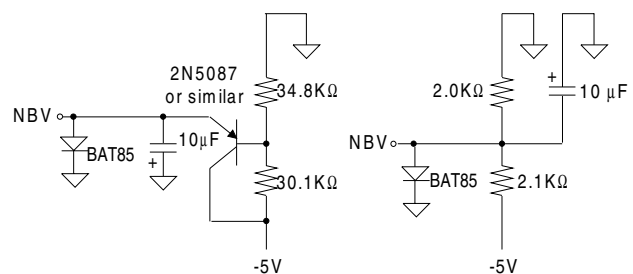 2N5087
or similar
34.8KΩ
NBV
BAT85
10µF
+
30.1KΩ
-5V
+
10 µF
2.0KΩ
NBV
BAT85
2.1KΩ
-5V